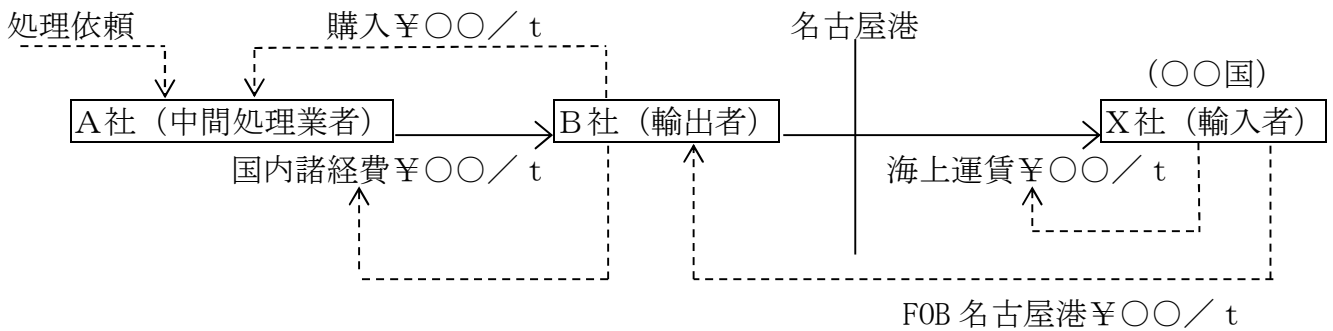 処理依頼 購入¥○○/t 名古屋港
(○○国)
A社（中間処理業者） B社（輸出者） X社（輸入者）
国内諸経費¥○○/t 海上運賃¥○○/t
FOB 名古屋港¥○○/t